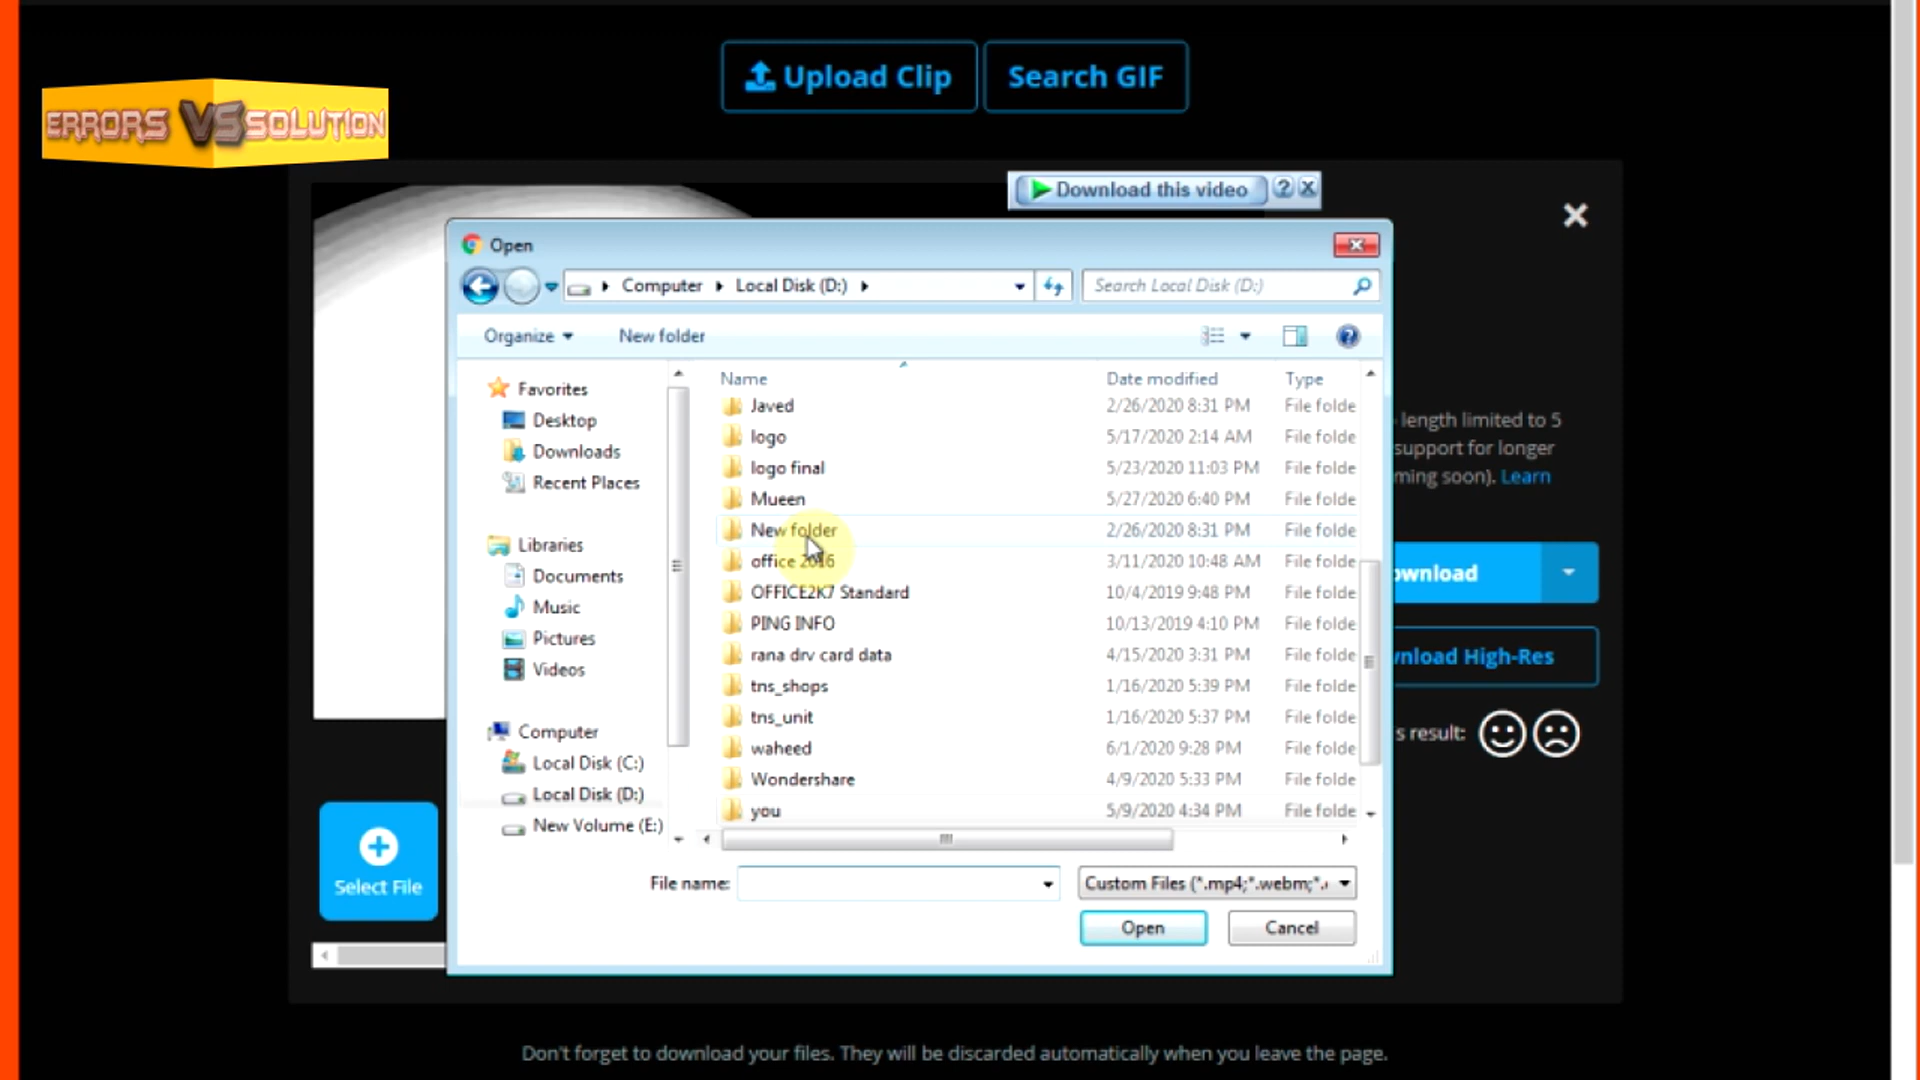 Upload Clip
Search GIF
ERRORS VS SOLUTION
Download this video
?
Open
Computer
Local Disk (D:)
Search Local Disk (D:)
Organize
New folder
Name
Date modified
Type
Favorites
Desktop
Downloads
Recent Places
Libraries
Documents
Music
Pictures
Videos
Computer
Local Disk (C:)
Local Disk (D:)
New Volume (E:)
Javed 2/26/2020 8:31 PM File folde
logo 5/17/2020 2:14 AM File folde
logo final 5/23/2020 11:03 PM File folde
Mueen 5/27/2020 6:40 PM File folde
New folder 2/26/2020 8:31 PM File folde
office 2016 3/11/2020 10:48 AM File folde
OFFICE2K7 Standard 10/4/2019 9:48 PM File folde
PING INFO 10/13/2019 4:10 PM File folde
rana drv card data 4/15/2020 3:31 PM File folde
tns_shops 1/16/2020 5:39 PM File folde
tns_unit 1/16/2020 5:37 PM File folde
waheed 6/1/2020 9:28 PM File folde
Wondershare 4/9/2020 5:33 PM File folde
you 5/9/2020 4:34 PM File folde
File name:
Custom Files (*.mp4;*.webm;*.
Open
Cancel
length limited to 5
support for longer
ming soon). Learn
ownload
nload High-Res
s result:
Select File
Don't forget to download your files. They will be discarded automatically when you leave the page.